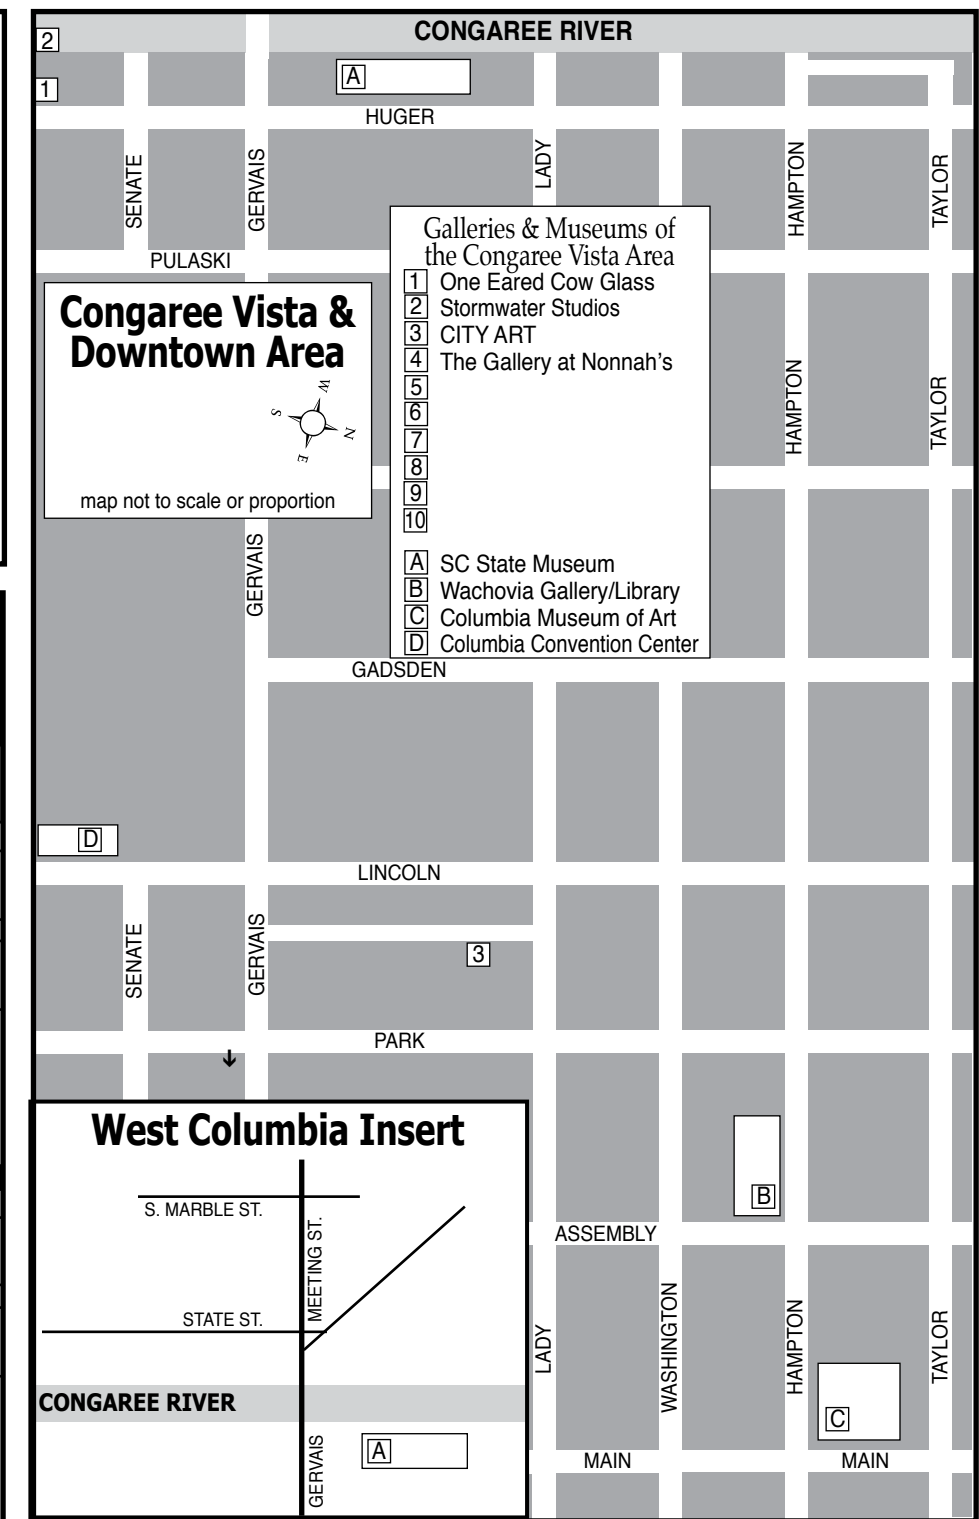 CONGAREE RIVER
2
1
A
HUGER
SENATE
GERVAIS
LADY
HAMPTON
TAYLOR
PULASKI
Galleries & Museums of
the Congaree Vista Area
1 One Eared Cow Glass
2 Stormwater Studios
3 CITY ART
4 The Gallery at Nonnah's
5
6
7
8
9
10
A SC State Museum
B Wachovia Gallery/Library
C Columbia Museum of Art
D Columbia Convention Center
Congaree Vista &
Downtown Area
W
S
N
E
map not to scale or proportion
HAMPTON
TAYLOR
GERVAIS
GADSDEN
D
LINCOLN
SENATE
GERVAIS
3
PARK
West Columbia Insert
S. MARBLE ST.
MEETING ST.
STATE ST.
CONGAREE RIVER
GERVAIS
A
B
ASSEMBLY
LADY
WASHINGTON
HAMPTON
TAYLOR
C
MAIN
MAIN